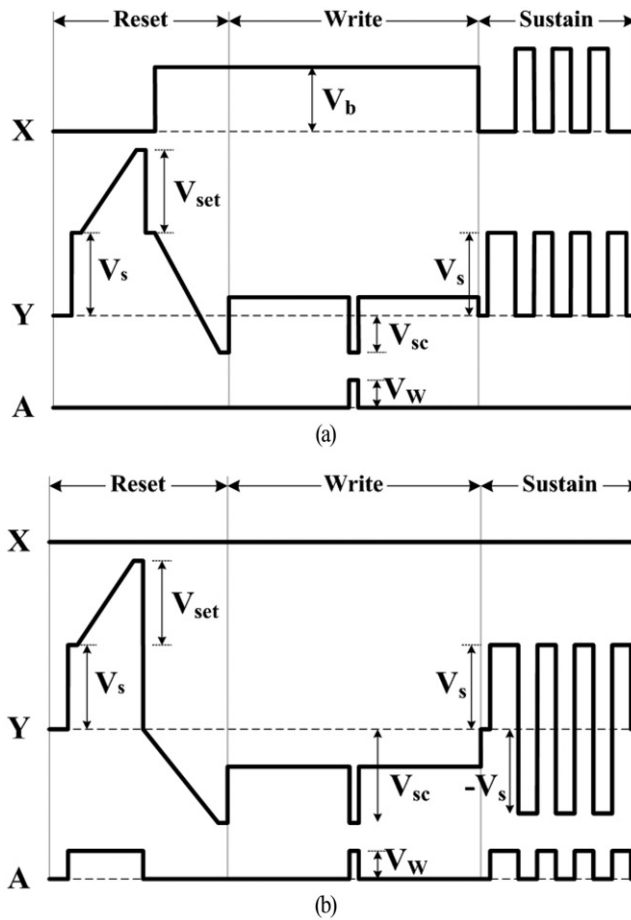 Reset Write Sustain
V_b
X
V_set
V_s V_s
Y
V_sc
V_W
A
(a)
Reset Write Sustain
X
V_set
V_s V_s
Y
V_sc -V_s
V_W
A
(b)